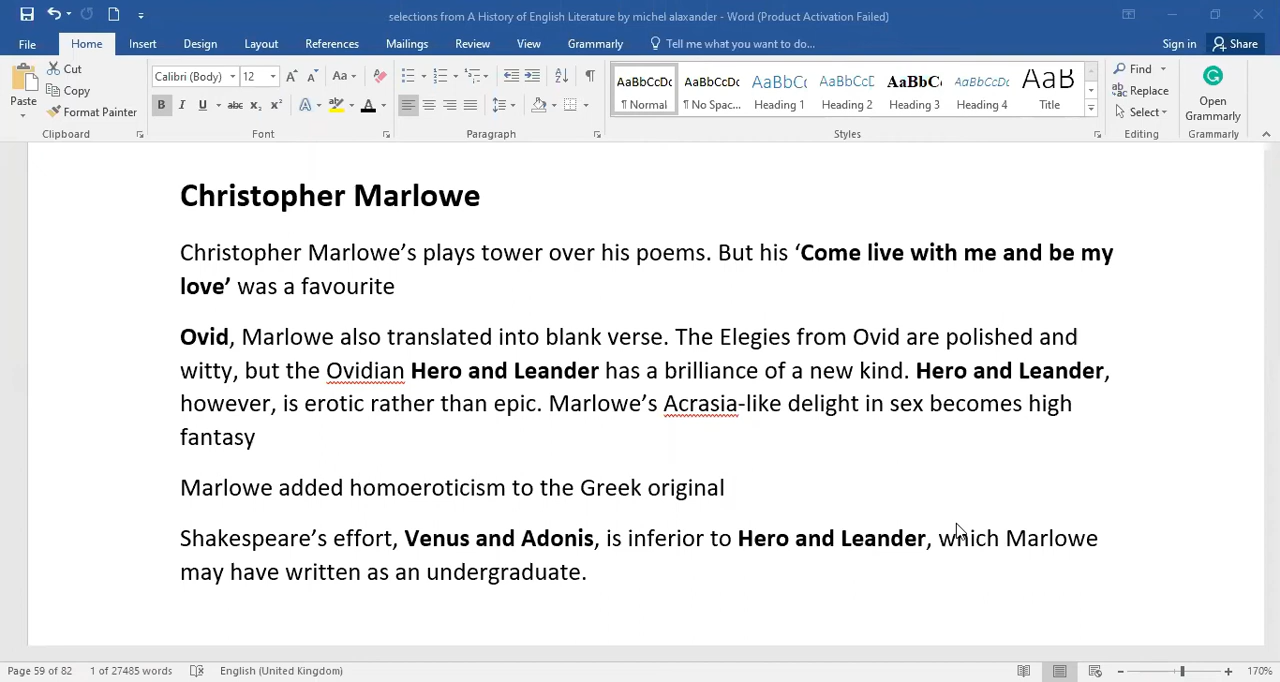 selections from A History of English Literature by michel alaxander - Word (Product Activation Failed)
File Home Insert Design Layout References Mailings Review View Grammarly Tell me what you want to do... Sign in Share
Paste Cut Copy Format Painter Clipboard
Calibri (Body) 12 Aa Font
Paragraph
AaBbCcDc AaBbCcDc AaBbCc AaBbCcD AaBbC AaBbCcDc AaB
¶ Normal ¶ No Spac... Heading 1 Heading 2 Heading 3 Heading 4 Title
Styles
Find Replace Select Editing
Open Grammarly Grammarly
Christopher Marlowe
Christopher Marlowe’s plays tower over his poems. But his ‘Come live with me and be my
love’ was a favourite
Ovid, Marlowe also translated into blank verse. The Elegies from Ovid are polished and
witty, but the Ovidian Hero and Leander has a brilliance of a new kind. Hero and Leander,
however, is erotic rather than epic. Marlowe’s Acrasia-like delight in sex becomes high
fantasy
Marlowe added homoeroticism to the Greek original
Shakespeare’s effort, Venus and Adonis, is inferior to Hero and Leander, which Marlowe
may have written as an undergraduate.
Page 59 of 82 1 of 27485 words English (United Kingdom) 170%